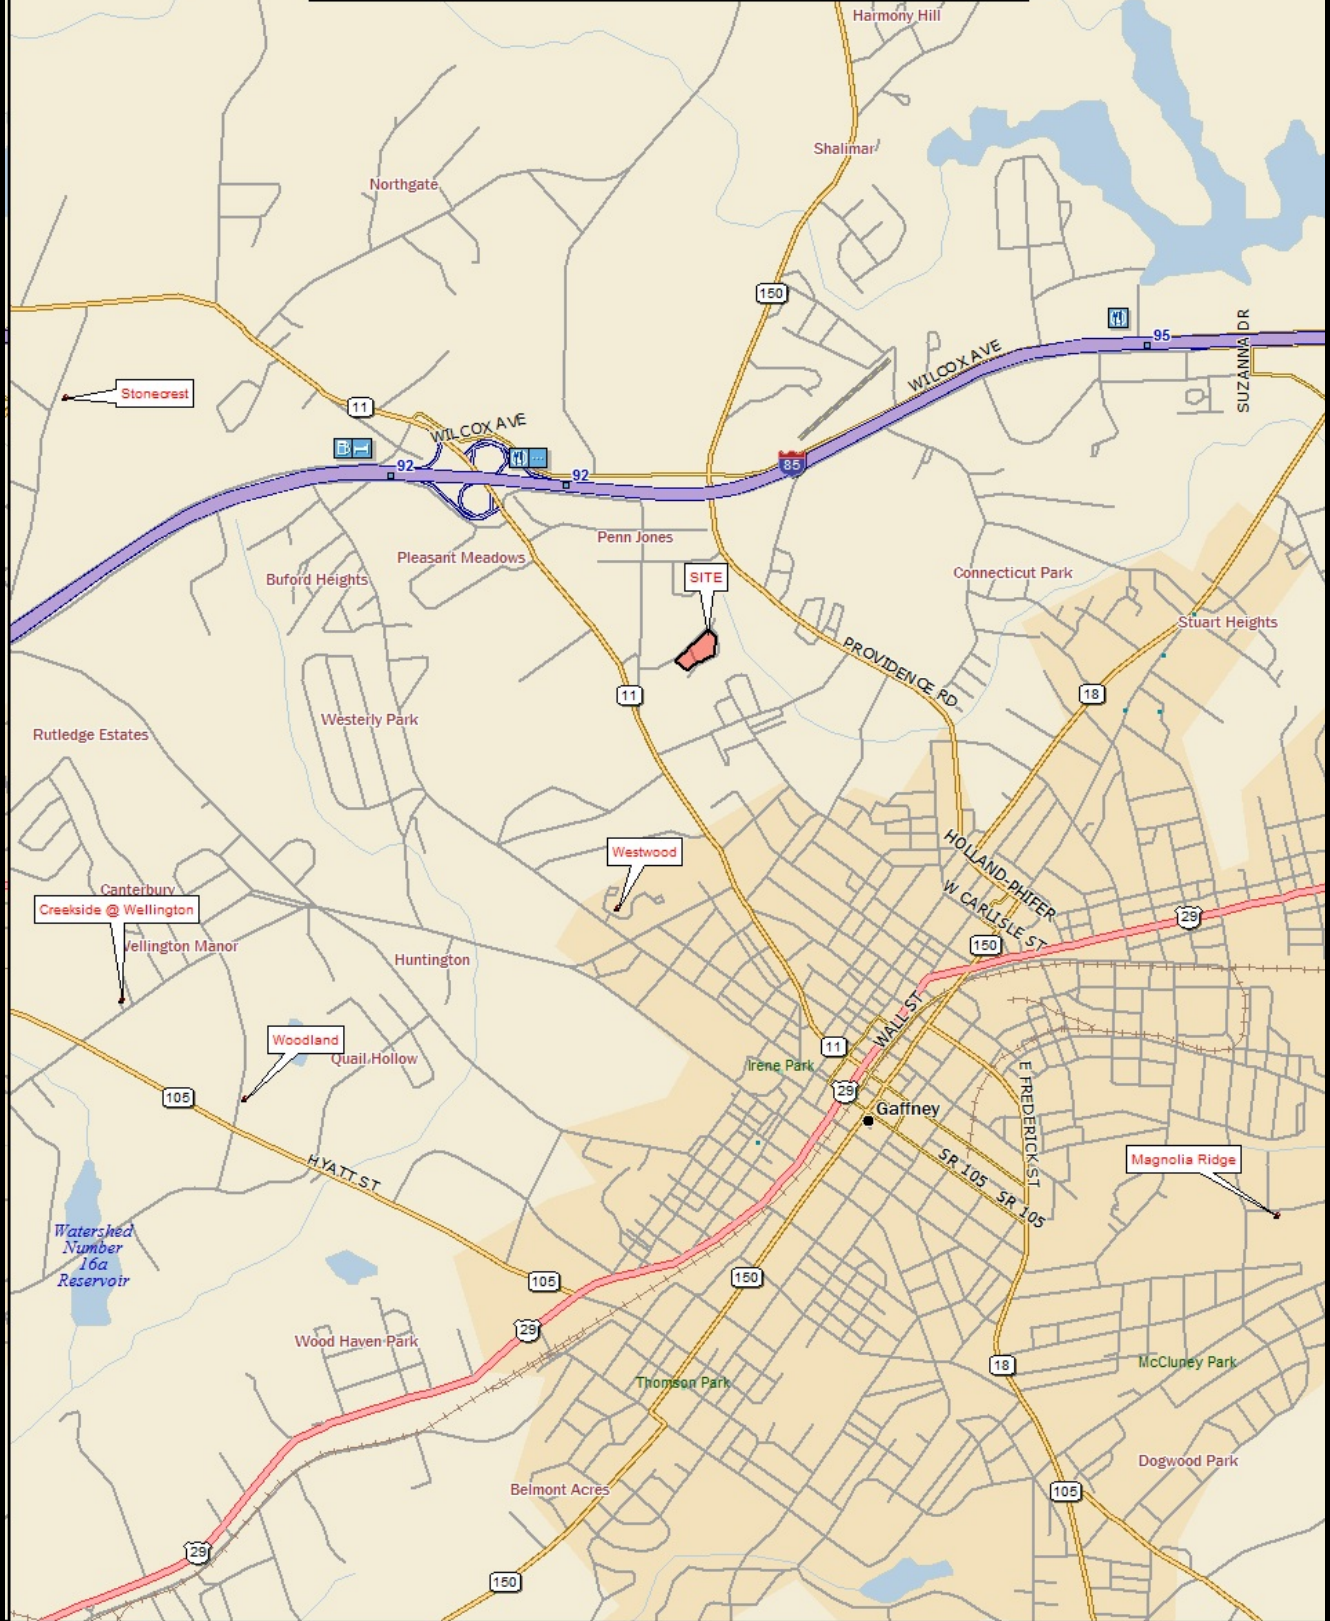 Harmony Hill
Shalimar
Northgate
150
95
SUZANNA DR
WILCOX AVE
Stonecrest
11
WILCOX AVE
92
92
85
Penn Jones
Pleasant Meadows
Buford Heights
SITE
Connecticut Park
Stuart Heights
PROVIDENCE RD
11
18
Westerly Park
Rutledge Estates
HOLLAND-PHIFER
Westwood
Canterbury
W CARLISLE ST
Creekside @ Wellington
29
Wellington Manor
150
Huntington
WALL ST
Woodland
11
Quail Hollow
Irene Park
29
105
Gaffney
E FREDERICK ST
SR 105
SR 105
Magnolia Ridge
HYATT ST
Watershed
Number
16a
Reservoir
105
150
29
Wood Haven Park
18
McCluney Park
Thomson Park
Dogwood Park
Belmont Acres
105
29
150